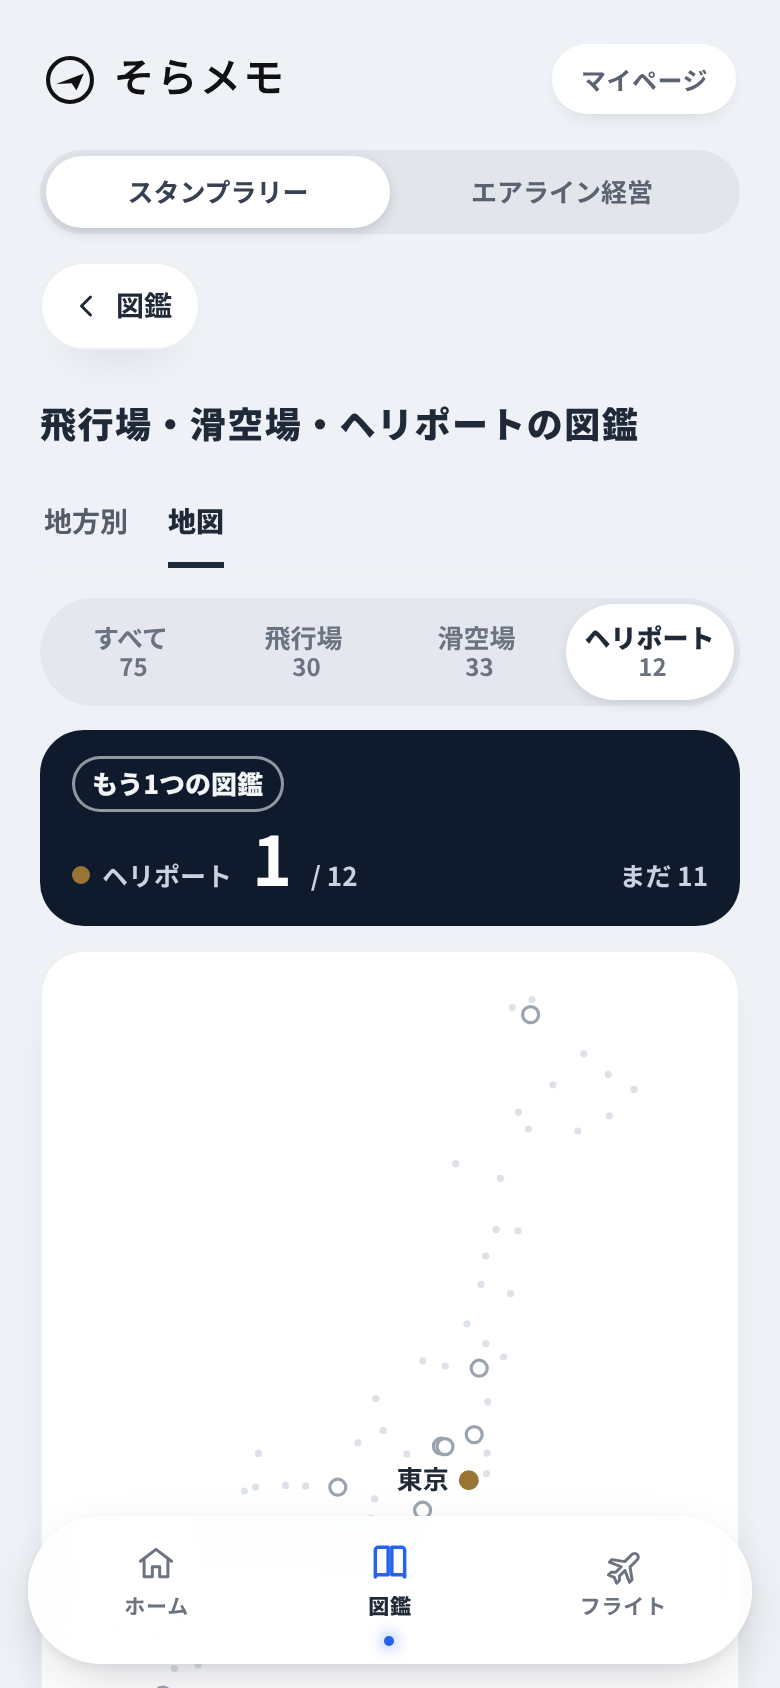 そらメモ
マイページ
スタンプラリー
エアライン経営
図鑑
飛行場・滑空場・ヘリポートの図鑑
地方別
地図
すべて
75
飛行場
30
滑空場
33
ヘリポート
12
もう1つの図鑑
ヘリポート 1 / 12
まだ 11
東京
ホーム
図鑑
フライト